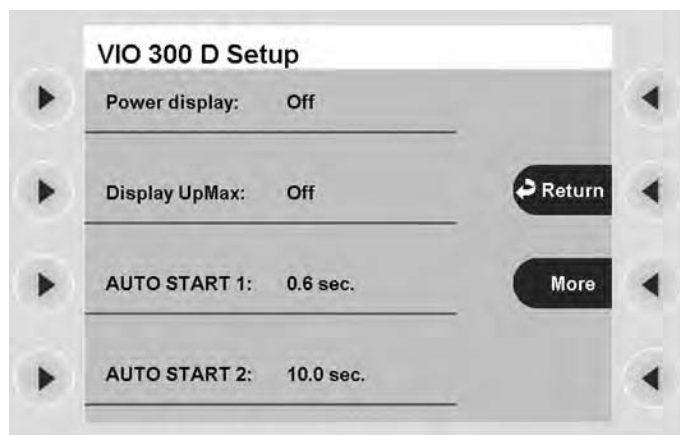 VIO 300 D Setup
Power display: Off
Display UpMax: Off
Return
AUTO START 1: 0.6 sec.
More
AUTO START 2: 10.0 sec.